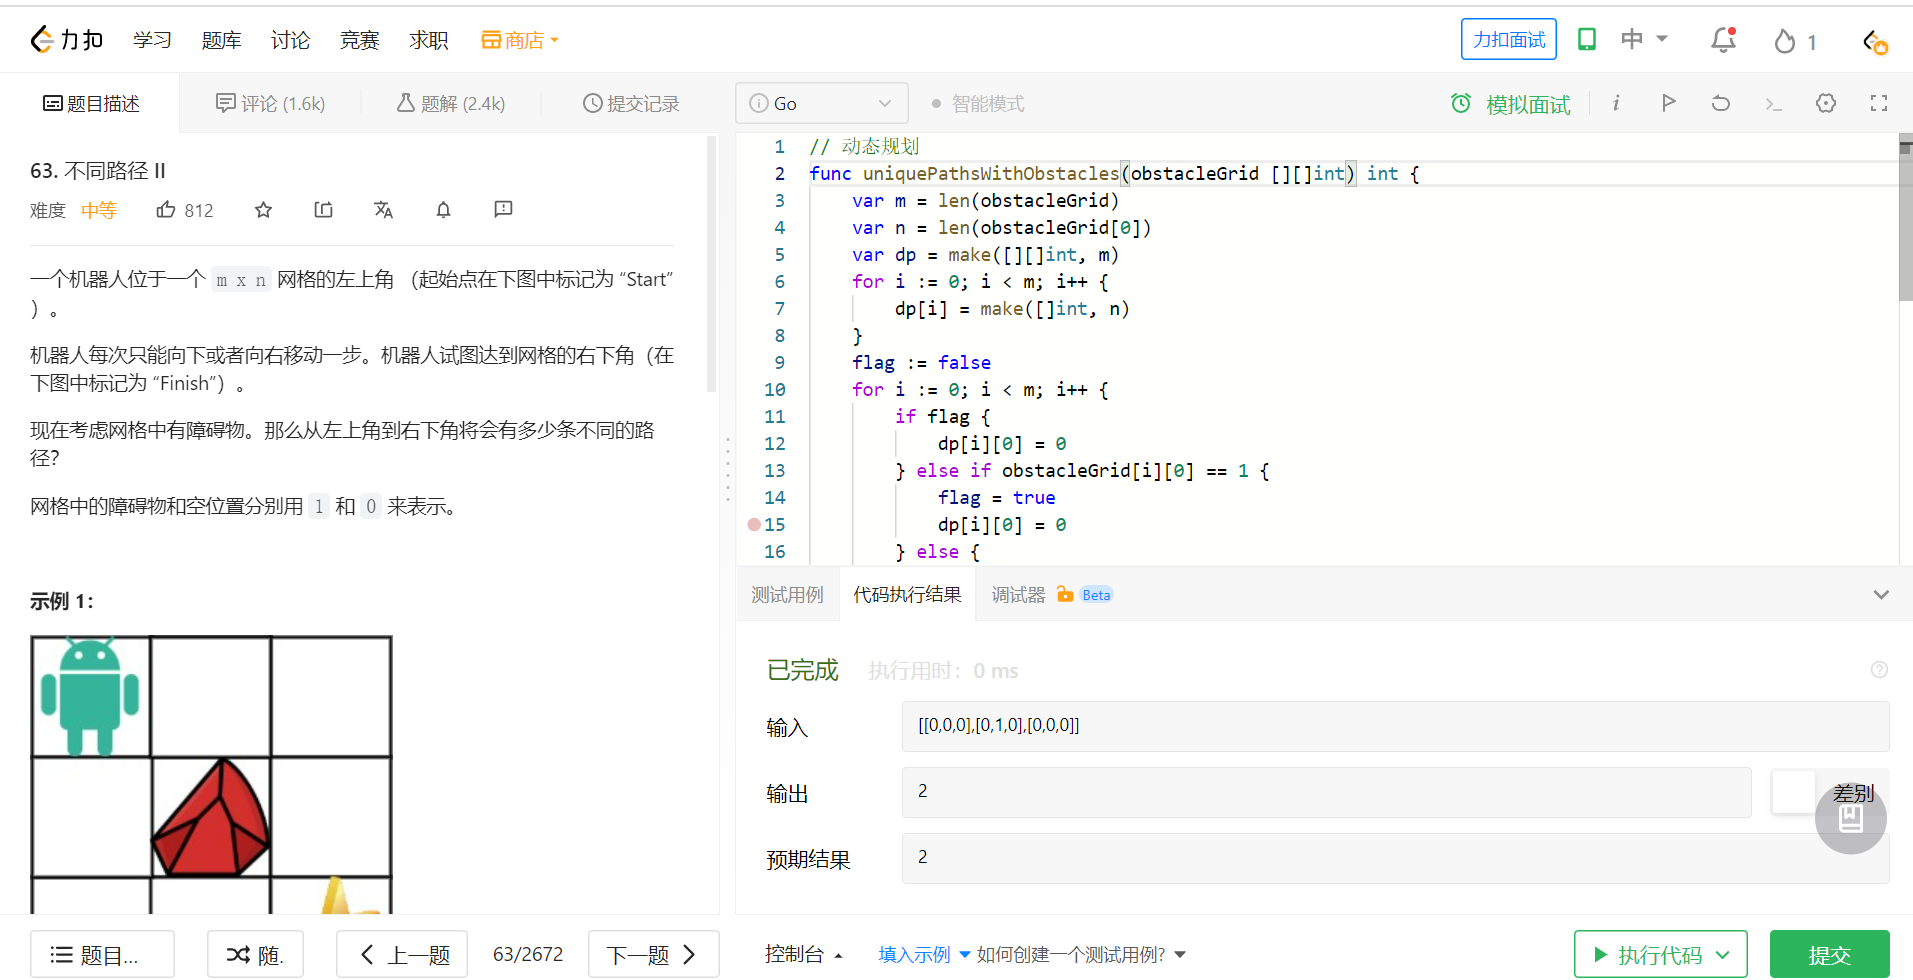 力扣 学习 题库 讨论 竞赛 求职 商店 力扣面试 中 1
题目描述 评论 (1.6k) 题解 (2.4k) 提交记录 Go 智能模式 模拟面试
63. 不同路径 II
难度 中等 812
一个机器人位于一个 m x n 网格的左上角 （起始点在下图中标记为 “Start”
）。
机器人每次只能向下或者向右移动一步。机器人试图达到网格的右下角（在
下图中标记为 “Finish”）。
现在考虑网格中有障碍物。那么从左上角到右下角将会有多少条不同的路
径？
网格中的障碍物和空位置分别用 1 和 0 来表示。
示例 1：
题目...
随.
上一题
63/2672
下一题
1 // 动态规划
2 func uniquePathsWithObstacles(obstacleGrid [][]int) int {
3 var m = len(obstacleGrid)
4 var n = len(obstacleGrid[0])
5 var dp = make([][]int, m)
6 for i := 0; i < m; i++ {
7 dp[i] = make([]int, n)
8 }
9 flag := false
10 for i := 0; i < m; i++ {
11 if flag {
12 dp[i][0] = 0
13 } else if obstacleGrid[i][0] == 1 {
14 flag = true
15 dp[i][0] = 0
16 } else {
测试用例 代码执行结果 调试器 Beta
已完成 执行用时：0 ms
输入 [[0,0,0],[0,1,0],[0,0,0]]
输出 2 差别
预期结果 2
控制台 填入示例 如何创建一个测试用例? 执行代码 提交